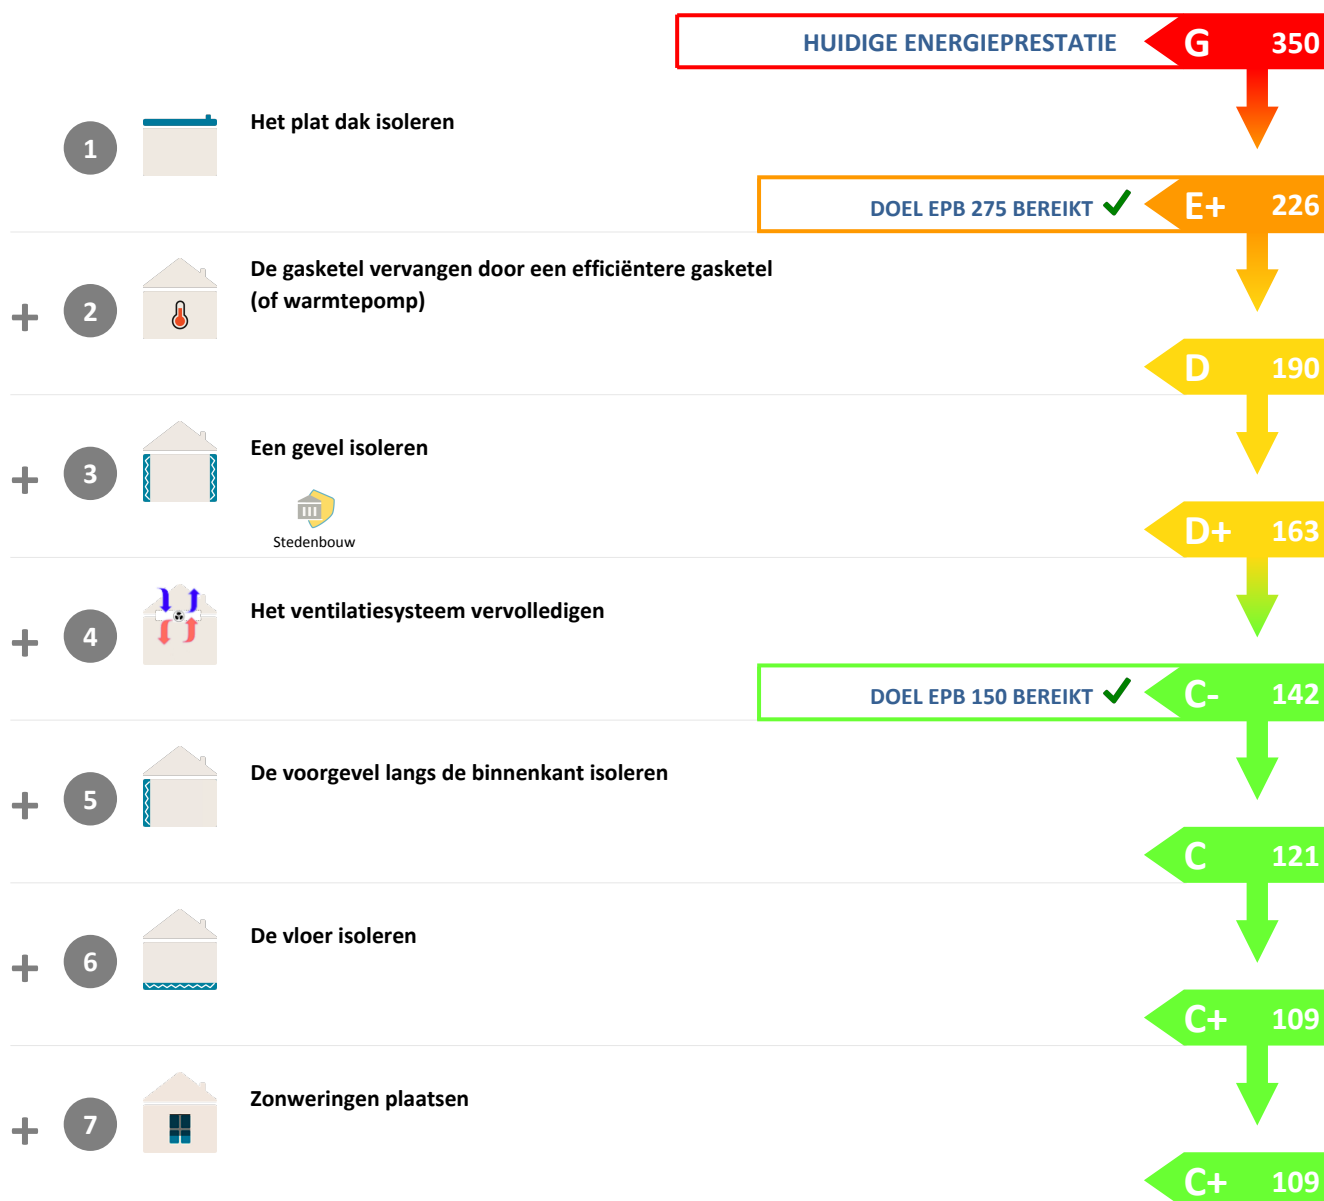 HUIDIGE ENERGIEPRESTATIE G 350
1 Het plat dak isoleren
DOEL EPB 275 BEREIKT ✓ E+ 226
+ 2 De gasketel vervangen door een efficiëntere gasketel
(of warmtepomp)
D 190
+ 3 Een gevel isoleren
Stedenbouw
D+ 163
+ 4 Het ventilatiesysteem vervolledigen
DOEL EPB 150 BEREIKT ✓ C- 142
+ 5 De voorgevel langs de binnenkant isoleren
C 121
+ 6 De vloer isoleren
C+ 109
+ 7 Zonweringen plaatsen
C+ 109